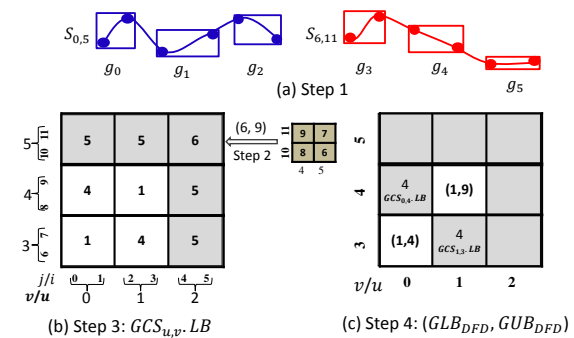 S0,5
g0
g1
g2
S6,11
g3
g4
g5
(a) Step 1
5 10 11
5 5 6
(6, 9)
Step 2
10 11
9 7
8 6
4 5
4 8 9
4 1 5
3 6 7
1 4 5
j/i 0 1 2 3 4 5
v/u 0 1 2
(b) Step 3: GCSu,v.LB
5
4
4
GCS0,4.LB
(1,9)
3
(1,4)
4
GCS1,3.LB
v/u 0 1 2
(c) Step 4: (GLBDFD, GUBDFD)